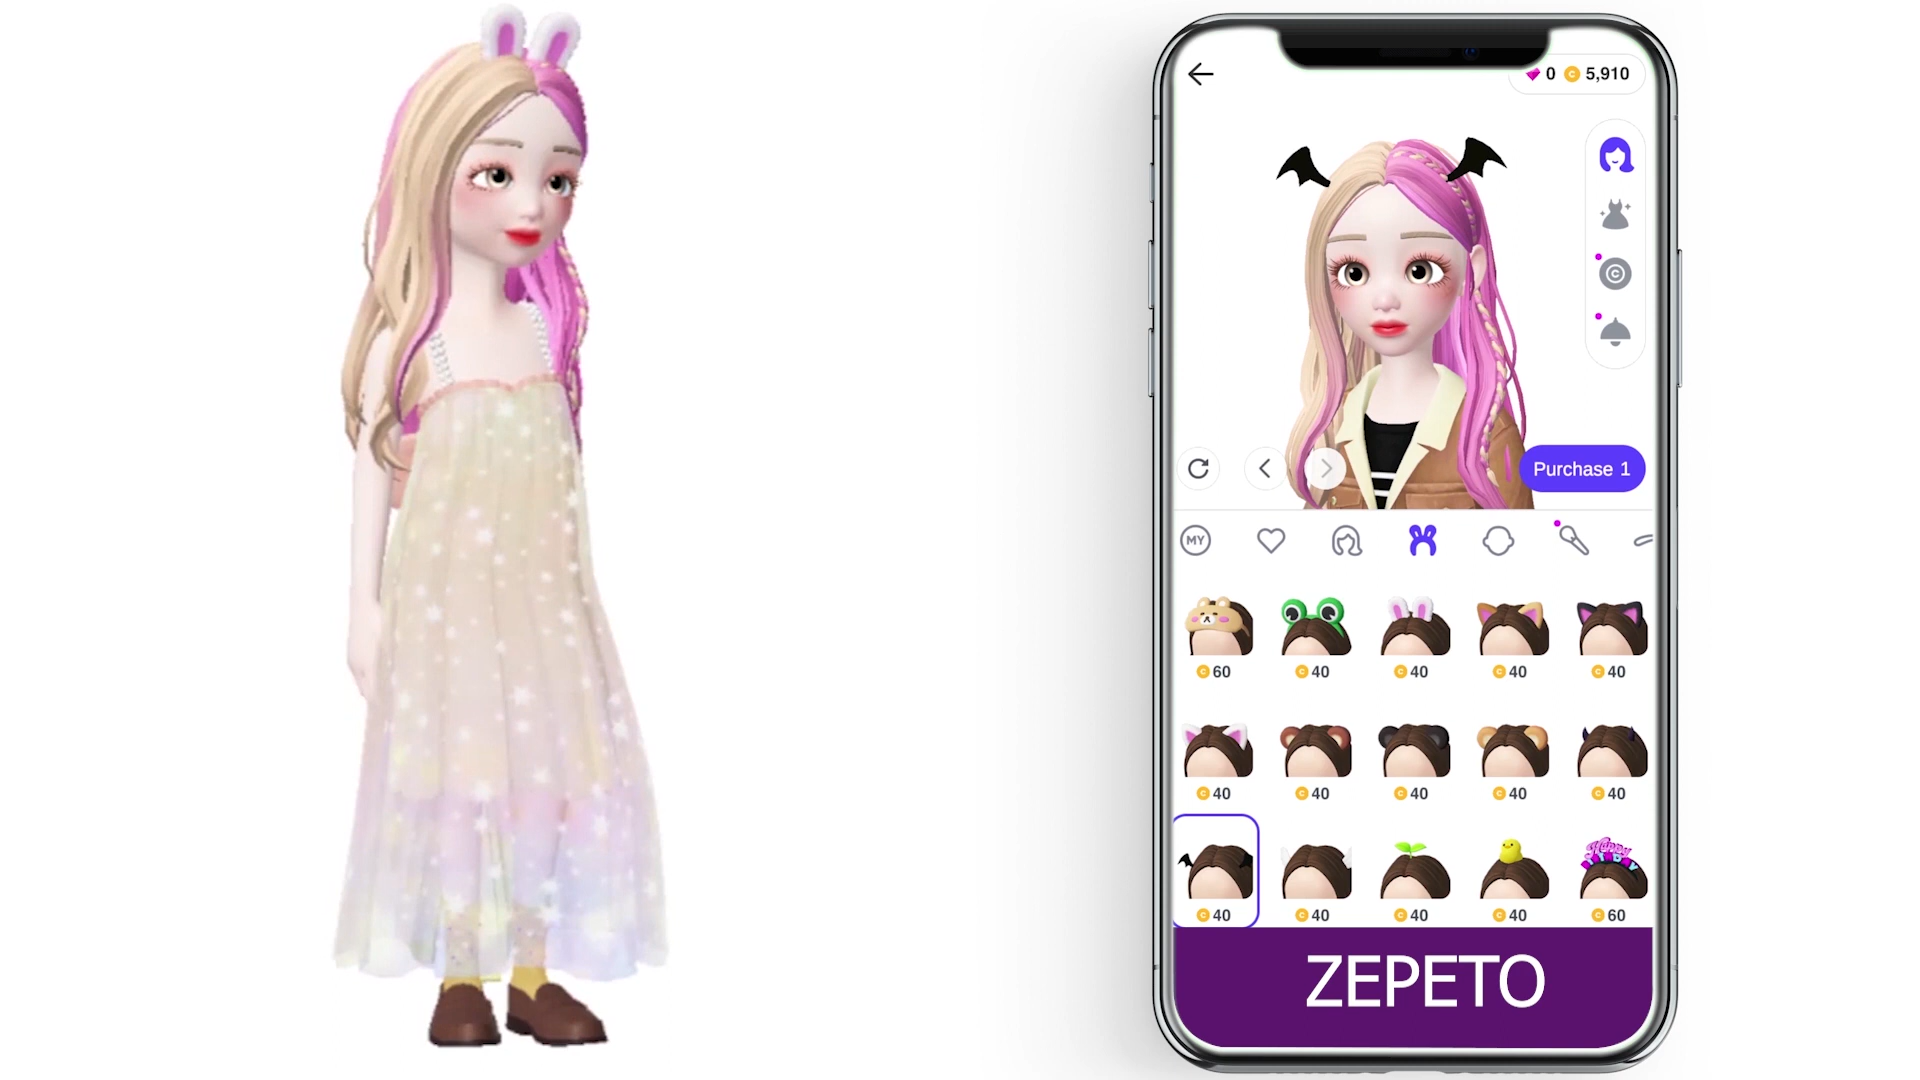 0 C 5,910
C
Purchase 1
MY
C 60 C 40 C 40 C 40 C 40
C 40 C 40 C 40 C 40 C 40
Happy
C 40 C 40 C 40 C 40 C 60
ZEPETO